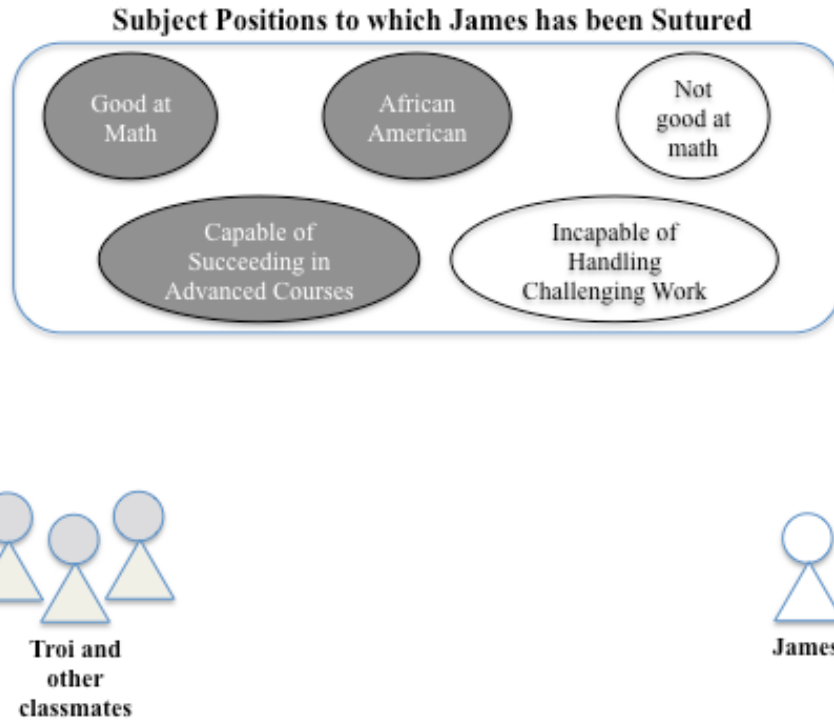 Subject Positions to which James has been Sutured
Good at
Math
African
American
Not
good at
math
Capable of
Succeeding in
Advanced Courses
Incapable of
Handling
Challenging Work
Troi and
other
classmates
James